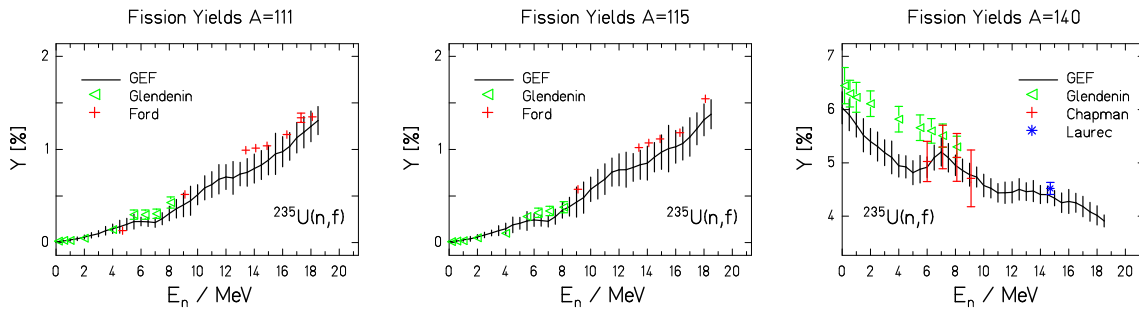 Fission Yields A=111
2
1
0
Y [%]
GEF
Glendenin
Ford
235U(n,f)
0 2 4 6 8 10 12 14 16 18 20
En / MeV
Fission Yields A=115
2
1
0
Y [%]
GEF
Glendenin
Ford
235U(n,f)
0 2 4 6 8 10 12 14 16 18 20
En / MeV
Fission Yields A=140
7
6
5
4
Y [%]
GEF
Glendenin
Chapman
Laurec
235U(n,f)
0 2 4 6 8 10 12 14 16 18 20
En / MeV